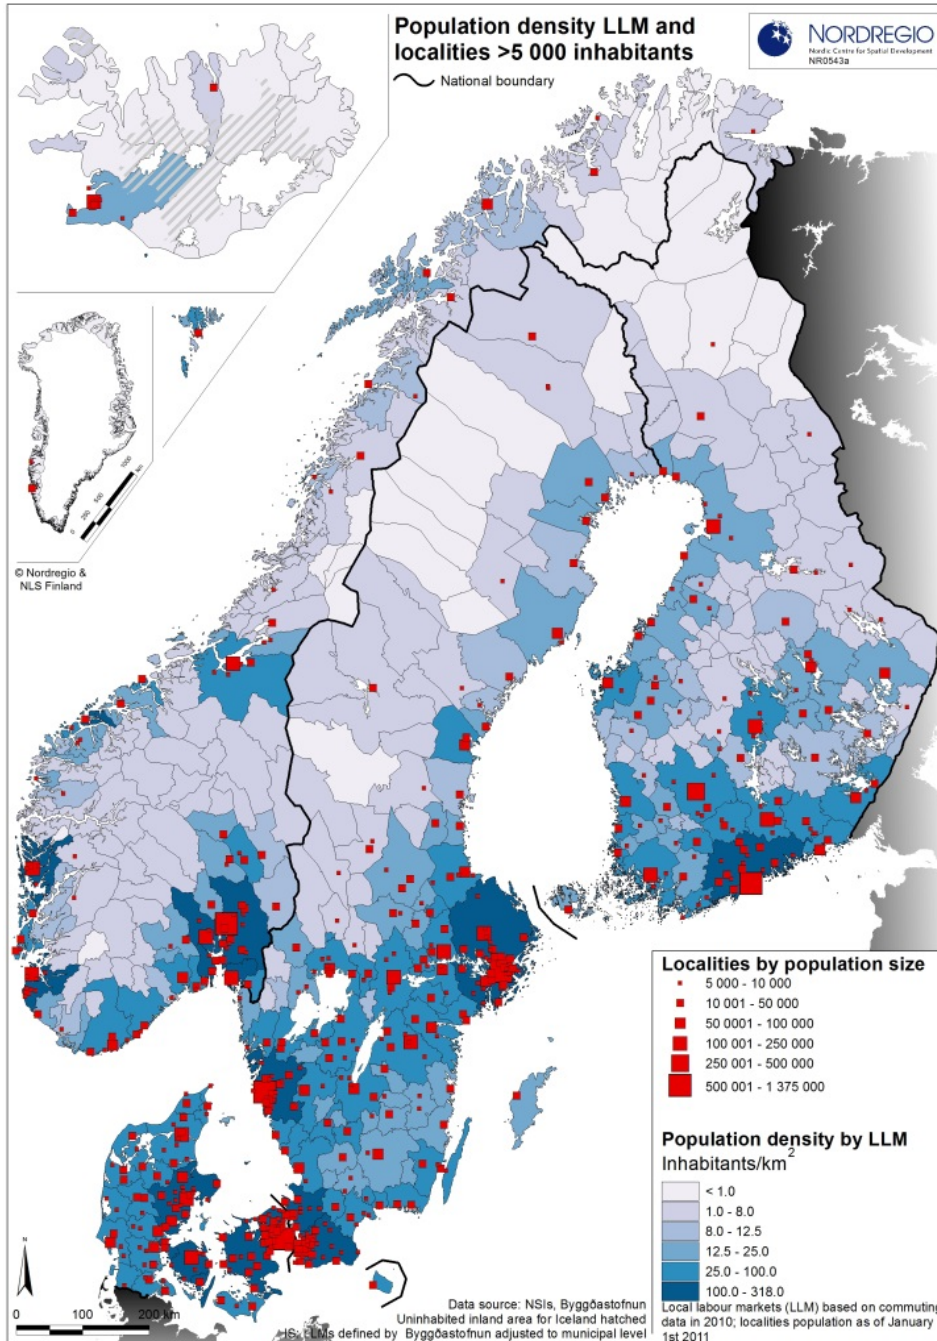 Population density LLM and
localities >5 000 inhabitants
National boundary
NORDREGIO
Nordic Centre for Spatial Development
NR0543a
0 250 500 1000
km
© Nordregio &
NLS Finland
Localities by population size
5 000 - 10 000
10 001 - 50 000
50 0001 - 100 000
100 001 - 250 000
250 001 - 500 000
500 001 - 1 375 000
Population density by LLM
Inhabitants/km²
< 1.0
1.0 - 8.0
8.0 - 12.5
12.5 - 25.0
25.0 - 100.0
100.0 - 318.0
Local labour markets (LLM) based on commuting
data in 2010; localities population as of January
1st 2011
N
0 50 100 200 km
Data source: NSIs, Byggðastofnun
Uninhabited inland area for Iceland hatched
IS: LLMs defined by Byggðastofnun adjusted to municipal level